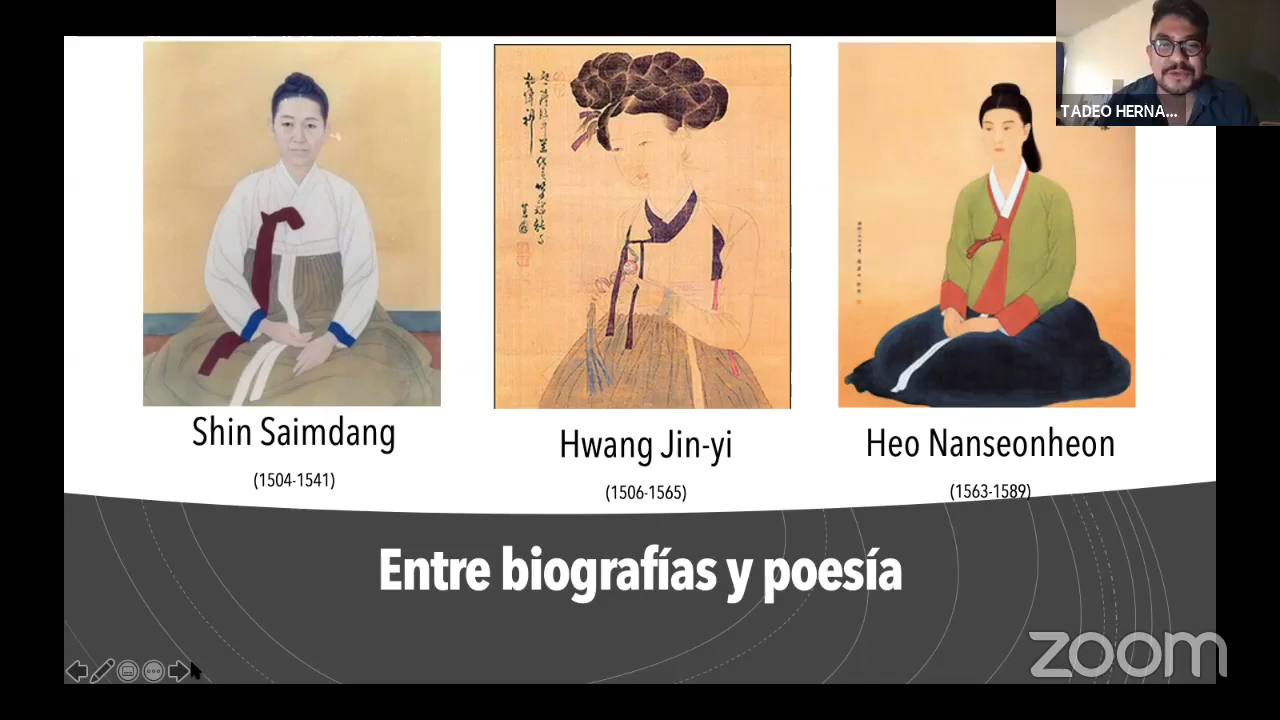 TADEO HERNA...
Shin Saimdang
(1504-1541)
Hwang Jin-yi
(1506-1565)
Heo Nanseonheon
(1563-1589)
Entre biografías y poesía
zoom